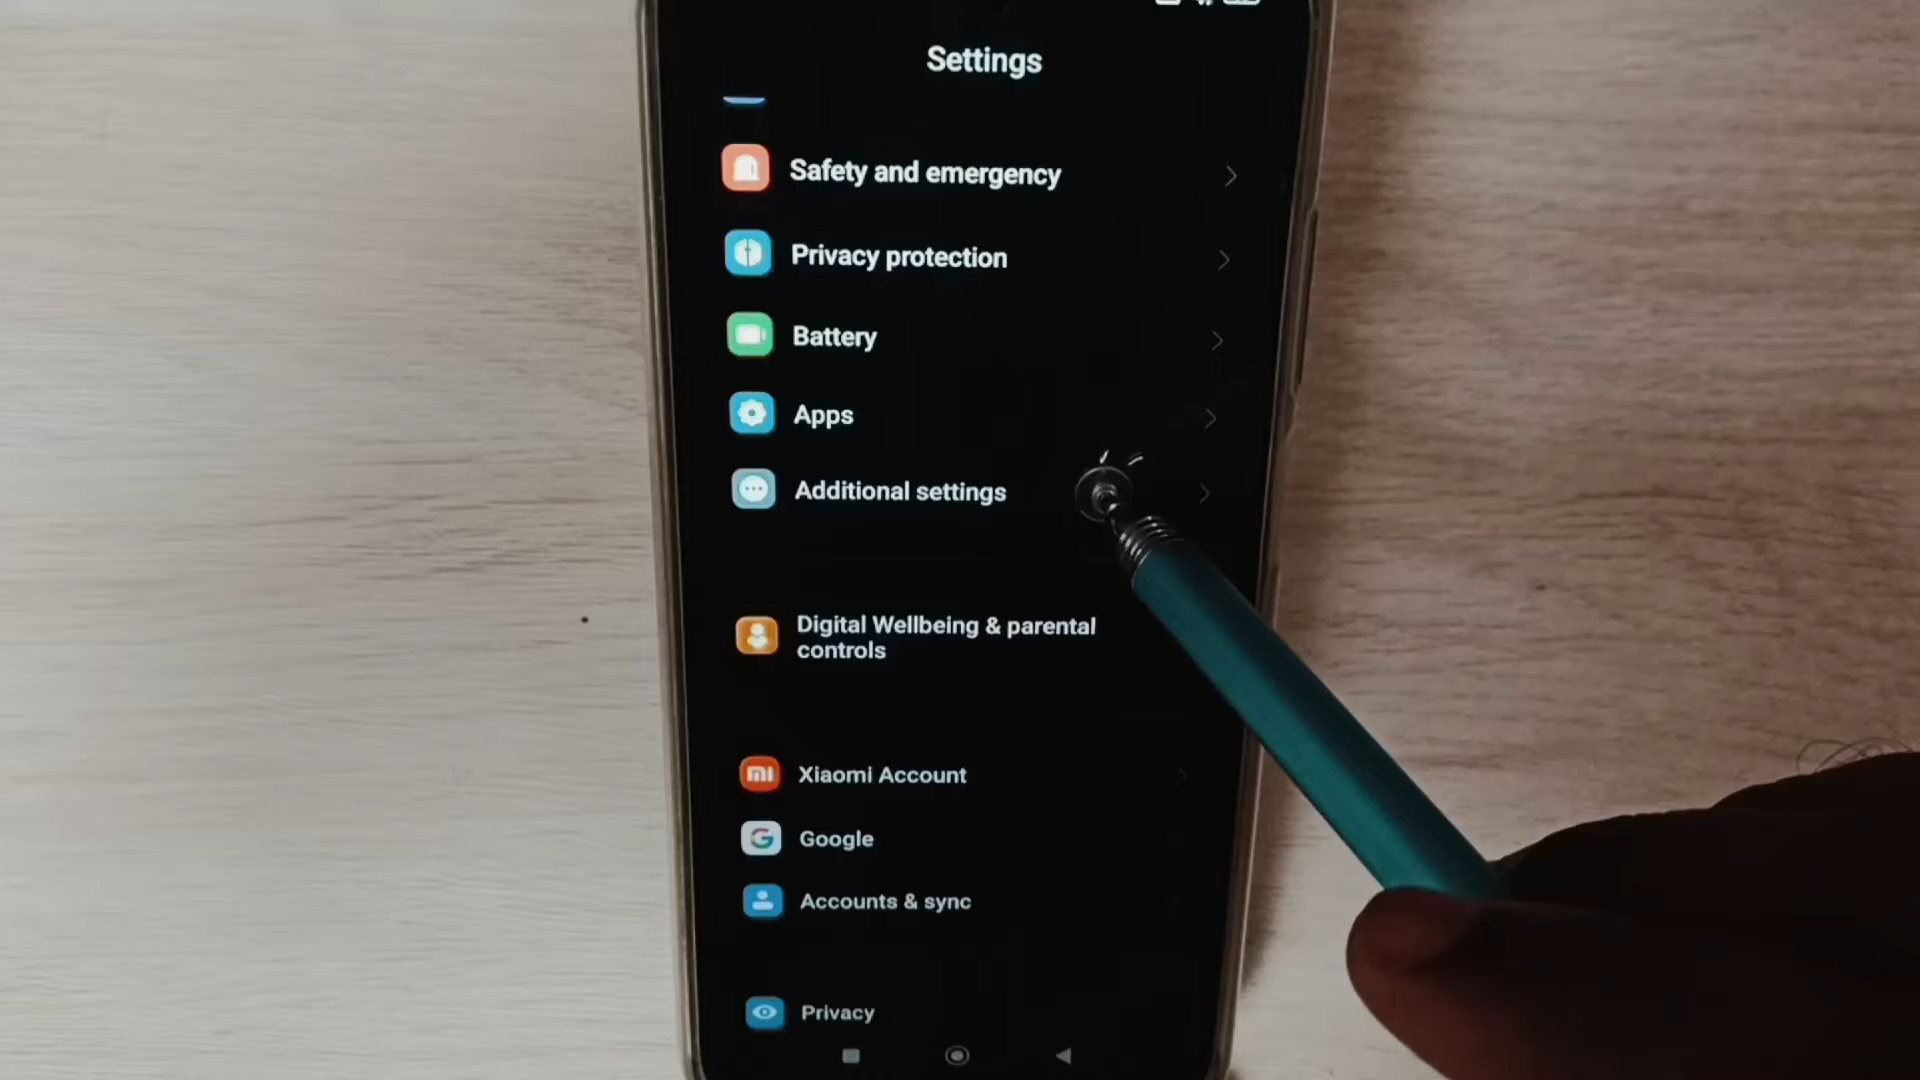 Settings
Safety and emergency
Privacy protection
Battery
Apps
Additional settings
Digital Wellbeing & parental
controls
mi
Xiaomi Account
G
Google
Accounts & sync
Privacy